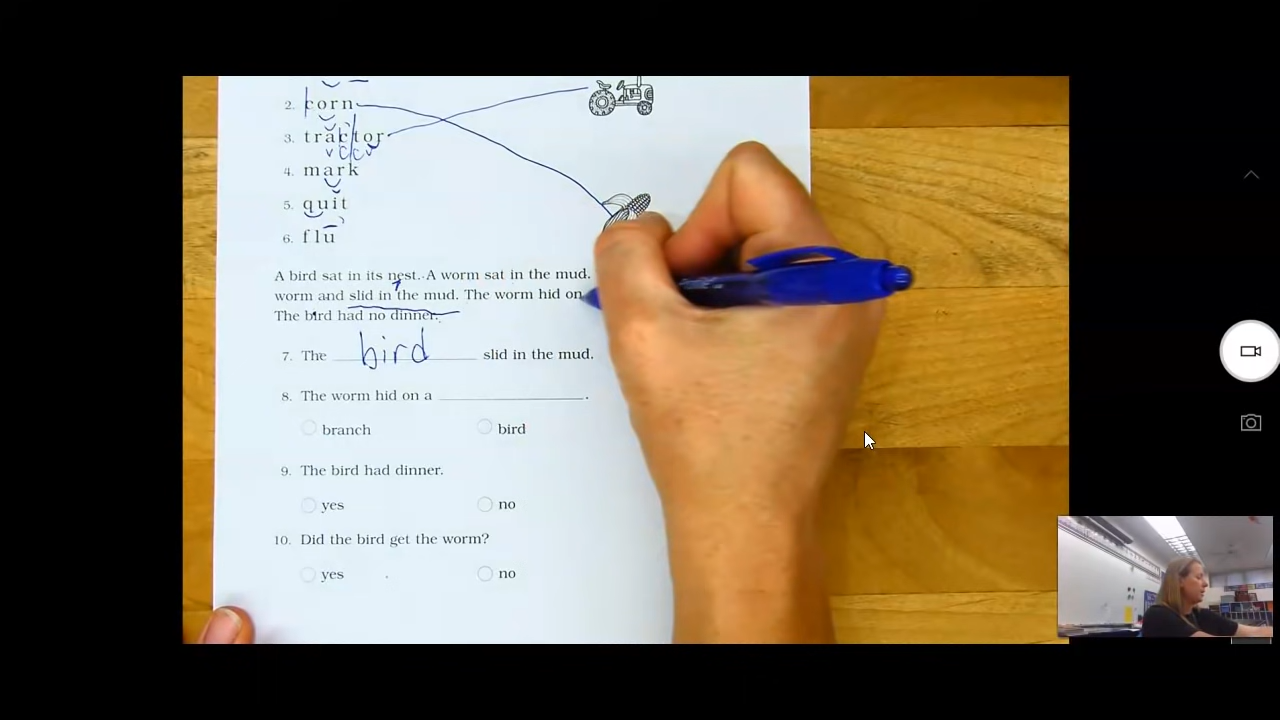 2. corn
3. tractor
v c c v
4. mark
5. quit
6. flu
A bird sat in its nest. A worm sat in the mud.
worm and slid in the mud. The worm hid on
The bird had no dinner.
7. The bird slid in the mud.
8. The worm hid on a ____________.
branch bird
9. The bird had dinner.
yes no
10. Did the bird get the worm?
yes no